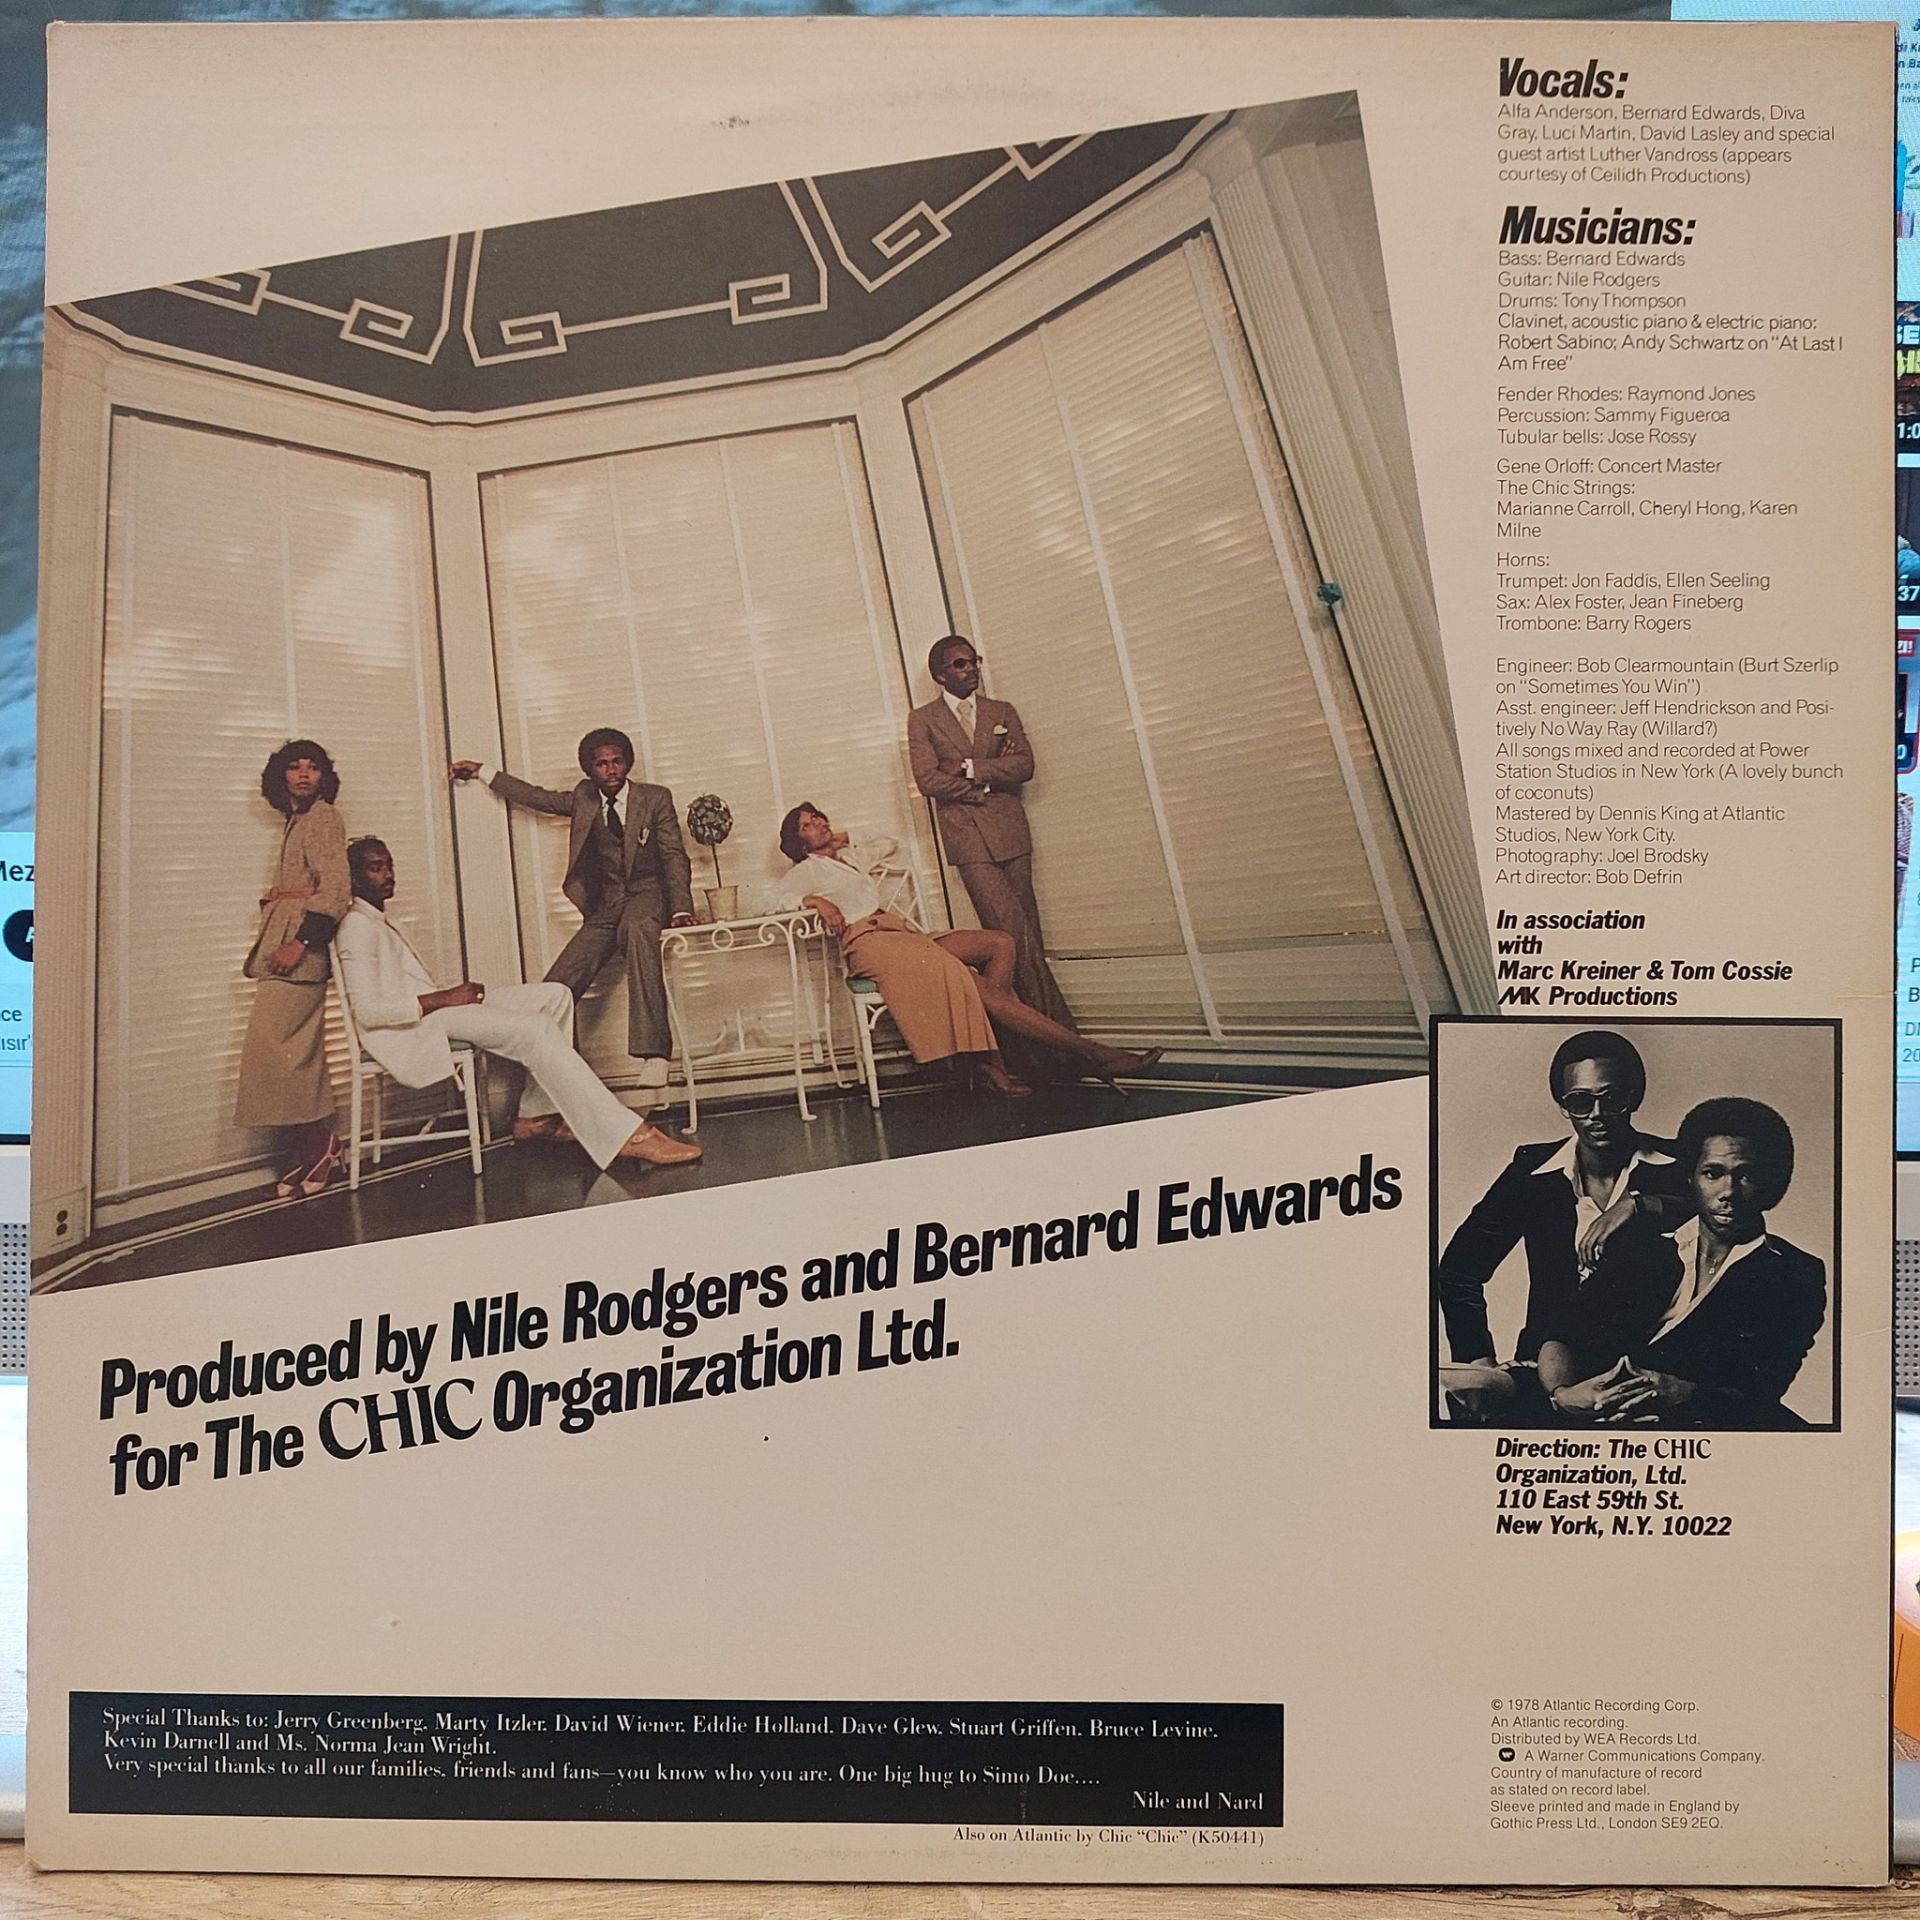 Vocals:
Alfa Anderson, Bernard Edwards, Diva
Gray, Luci Martin, David Lasley and special
guest artist Luther Vandross (appears
courtesy of Ceilidh Productions)
Musicians:
Bass: Bernard Edwards
Guitar: Nile Rodgers
Drums: Tony Thompson
Clavinet, acoustic piano & electric piano:
Robert Sabino; Andy Schwartz on "At Last I
Am Free"
Fender Rhodes: Raymond Jones
Percussion: Sammy Figueroa
Tubular bells: Jose Rossy
Gene Orloff: Concert Master
The Chic Strings:
Marianne Carroll, Cheryl Hong, Karen
Milne
Horns:
Trumpet: Jon Faddis, Ellen Seeling
Sax: Alex Foster, Jean Fineberg
Trombone: Barry Rogers
Engineer: Bob Clearmountain (Burt Szerlip
on "Sometimes You Win")
Asst. engineer: Jeff Hendrickson and Posi-
tively No Way Ray (Willard?)
All songs mixed and recorded at Power
Station Studios in New York (A lovely bunch
of coconuts)
Mastered by Dennis King at Atlantic
Studios, New York City.
Photography: Joel Brodsky
Art director: Bob Defrin
In association
with
Marc Kreiner & Tom Cossie
MK Productions
Produced by Nile Rodgers and Bernard Edwards
for The CHIC Organization Ltd.
Direction: The CHIC
Organization, Ltd.
110 East 59th St.
New York, N.Y. 10022
Special Thanks to: Jerry Greenberg, Marty Itzler, David Wiener, Eddie Holland, Dave Glew, Stuart Griffen, Bruce Levine,
Kevin Darnell and Ms. Norma Jean Wright.
Very special thanks to all our families, friends and fans—you know who you are. One big hug to Simo Doe....
Nile and Nard
Also on Atlantic by Chic "Chic" (K50441)
© 1978 Atlantic Recording Corp.
An Atlantic recording.
Distributed by WEA Records Ltd.
A Warner Communications Company.
Country of manufacture of record
as stated on record label.
Sleeve printed and made in England by
Gothic Press Ltd., London SE9 2EQ.